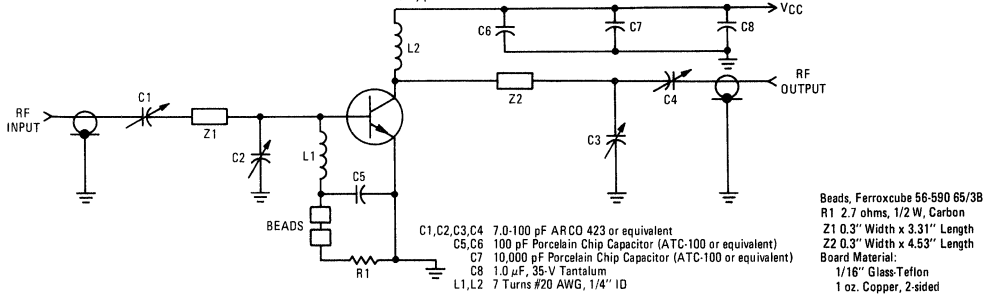 VCC
C6
C7
C8
L2
RF
OUTPUT
C4
Z2
C1
RF
INPUT
Z1
C2
L1
C3
C5
BEADS
R1
C1,C2,C3,C4 7.0-100 pF ARCO 423 or equivalent
C5,C6 100 pF Porcelain Chip Capacitor (ATC-100 or equivalent)
C7 10,000 pF Porcelain Chip Capacitor (ATC-100 or equivalent)
C8 1.0 μF, 35-V Tantalum
L1,L2 7 Turns #20 AWG, 1/4" ID
Beads, Ferroxcube 56-590 65/3B
R1 2.7 ohms, 1/2 W, Carbon
Z1 0.3" Width x 3.31" Length
Z2 0.3" Width x 4.53" Length
Board Material:
1/16" Glass-Teflon
1 oz. Copper, 2-sided